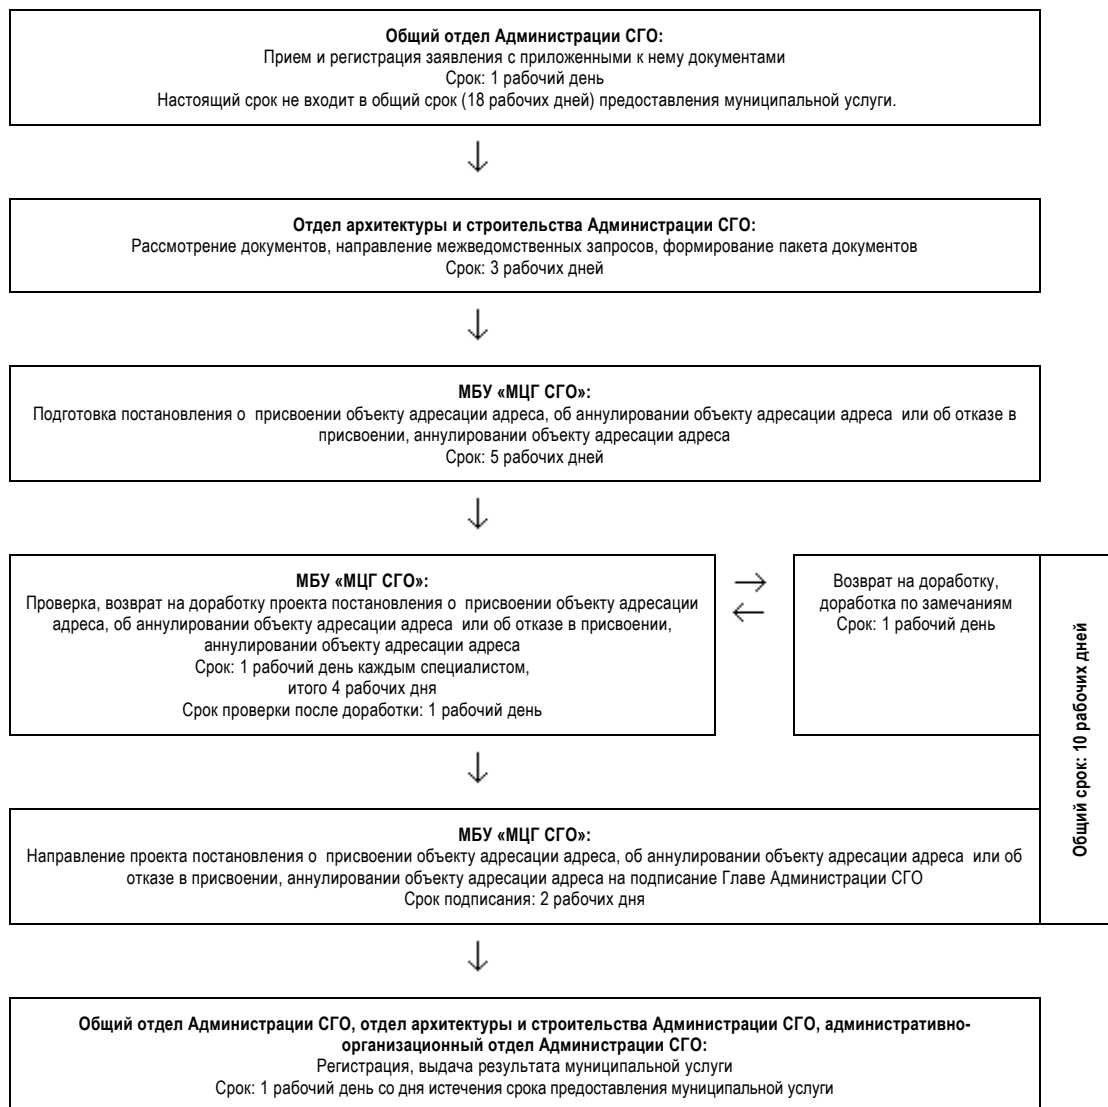 Общий отдел Администрации СГО:
Прием и регистрация заявления с приложенными к нему документами
Срок: 1 рабочий день
Настоящий срок не входит в общий срок (18 рабочих дней) предоставления муниципальной услуги.
↓
Отдел архитектуры и строительства Администрации СГО:
Рассмотрение документов, направление межведомственных запросов, формирование пакета документов
Срок: 3 рабочих дней
↓
МБУ «МЦГ СГО»:
Подготовка постановления о присвоении объекту адресации адреса, об аннулировании объекту адресации адреса или об отказе в
присвоении, аннулировании объекту адресации адреса
Срок: 5 рабочих дней
↓
МБУ «МЦГ СГО»:
Проверка, возврат на доработку проекта постановления о присвоении объекту адресации
адреса, об аннулировании объекту адресации адреса или об отказе в присвоении,
аннулировании объекту адресации адреса
Срок: 1 рабочий день каждым специалистом,
итого 4 рабочих дня
Срок проверки после доработки: 1 рабочий день
→
←
Возврат на доработку,
доработка по замечаниям
Срок: 1 рабочий день
Общий срок: 10 рабочих дней
↓
МБУ «МЦГ СГО»:
Направление проекта постановления о присвоении объекту адресации адреса, об аннулировании объекту адресации адреса или об
отказе в присвоении, аннулировании объекту адресации адреса на подписание Главе Администрации СГО
Срок подписания: 2 рабочих дня
↓
Общий отдел Администрации СГО, отдел архитектуры и строительства Администрации СГО, административно-
организационный отдел Администрации СГО:
Регистрация, выдача результата муниципальной услуги
Срок: 1 рабочий день со дня истечения срока предоставления муниципальной услуги